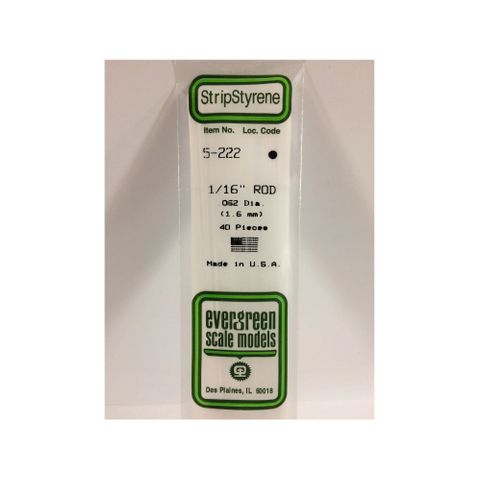 StripStyrene
Item No. Loc. Code
5-222
1/16" ROD
.062 Dia.
(1.6 mm)
40 Pieces
Made in U.S.A.
evergreen
scale models
Des Plaines, IL 60018